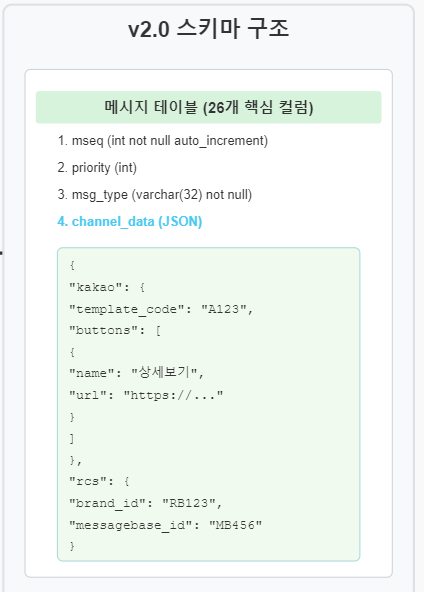 v2.0 스키마 구조
메시지 테이블 (26개 핵심 컬럼)
1. mseq (int not null auto_increment)
2. priority (int)
3. msg_type (varchar(32) not null)
4. channel_data (JSON)
{
"kakao": {
"template_code": "A123",
"buttons": [
{
"name": "상세보기",
"url": "https://..."
}
]
},
"rcs": {
"brand_id": "RB123",
"messagebase_id": "MB456"
}